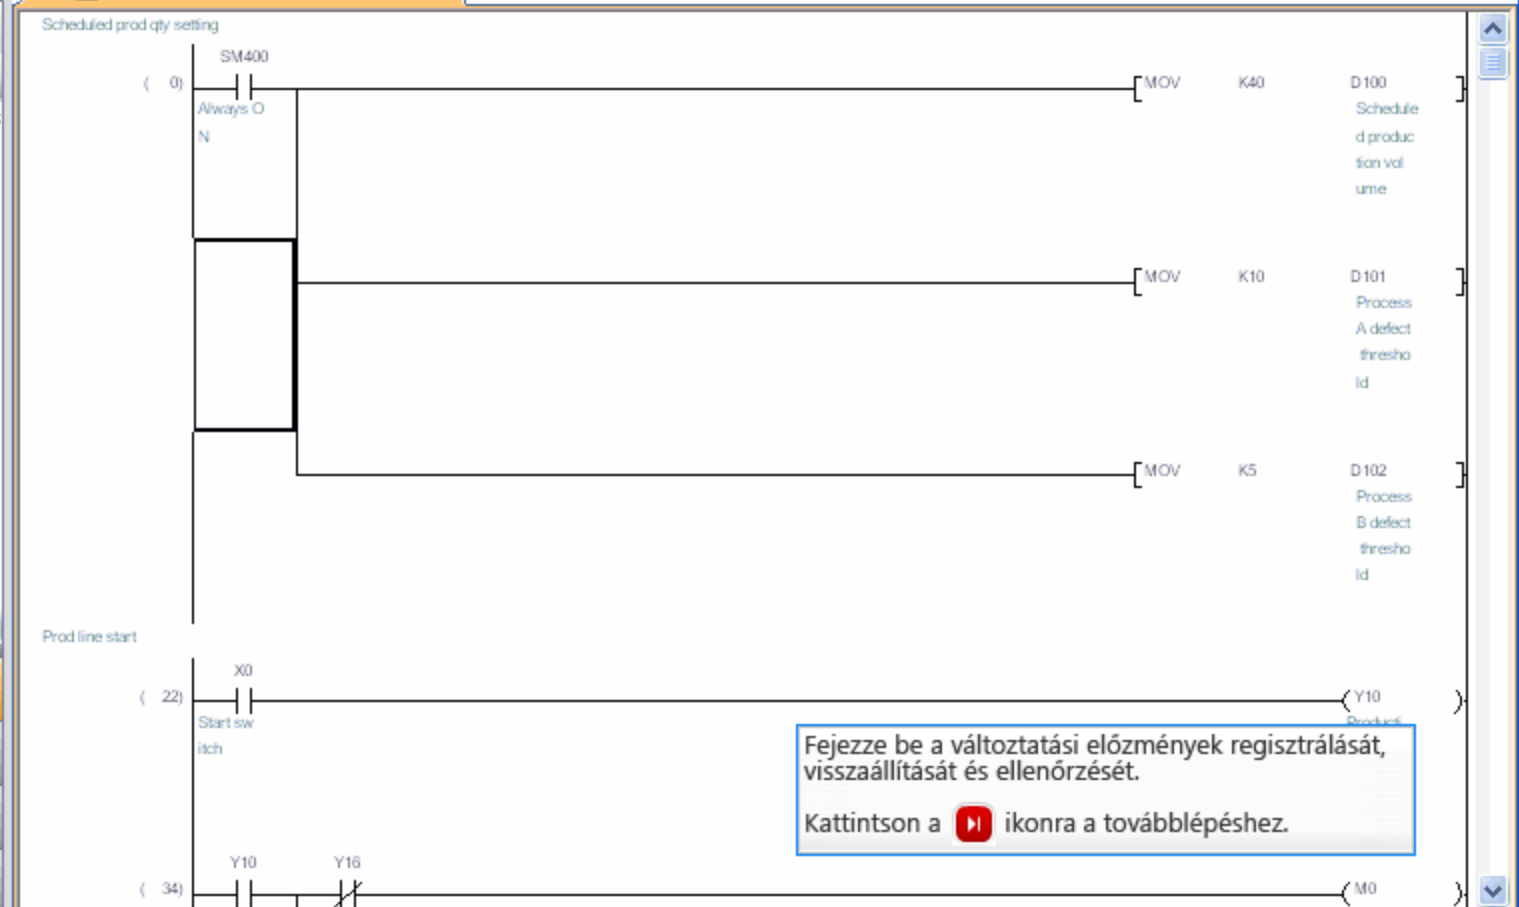 Scheduled prod qty setting
SM400
( 0) MOV K40 D100
Always O
N
Schedule
d produc
tion vol
ume
MOV K10 D101
Process
A defect
thresho
ld
MOV K5 D102
Process
B defect
thresho
ld
Prod line start
X0
( 22) Y10
Start sw
itch
Producti
Fejezze be a változtatási előzmények regisztrálását,
visszaállítását és ellenőrzését.
Kattintson a ikonra a továbblépéshez.
Y10 Y16
( 34) M0